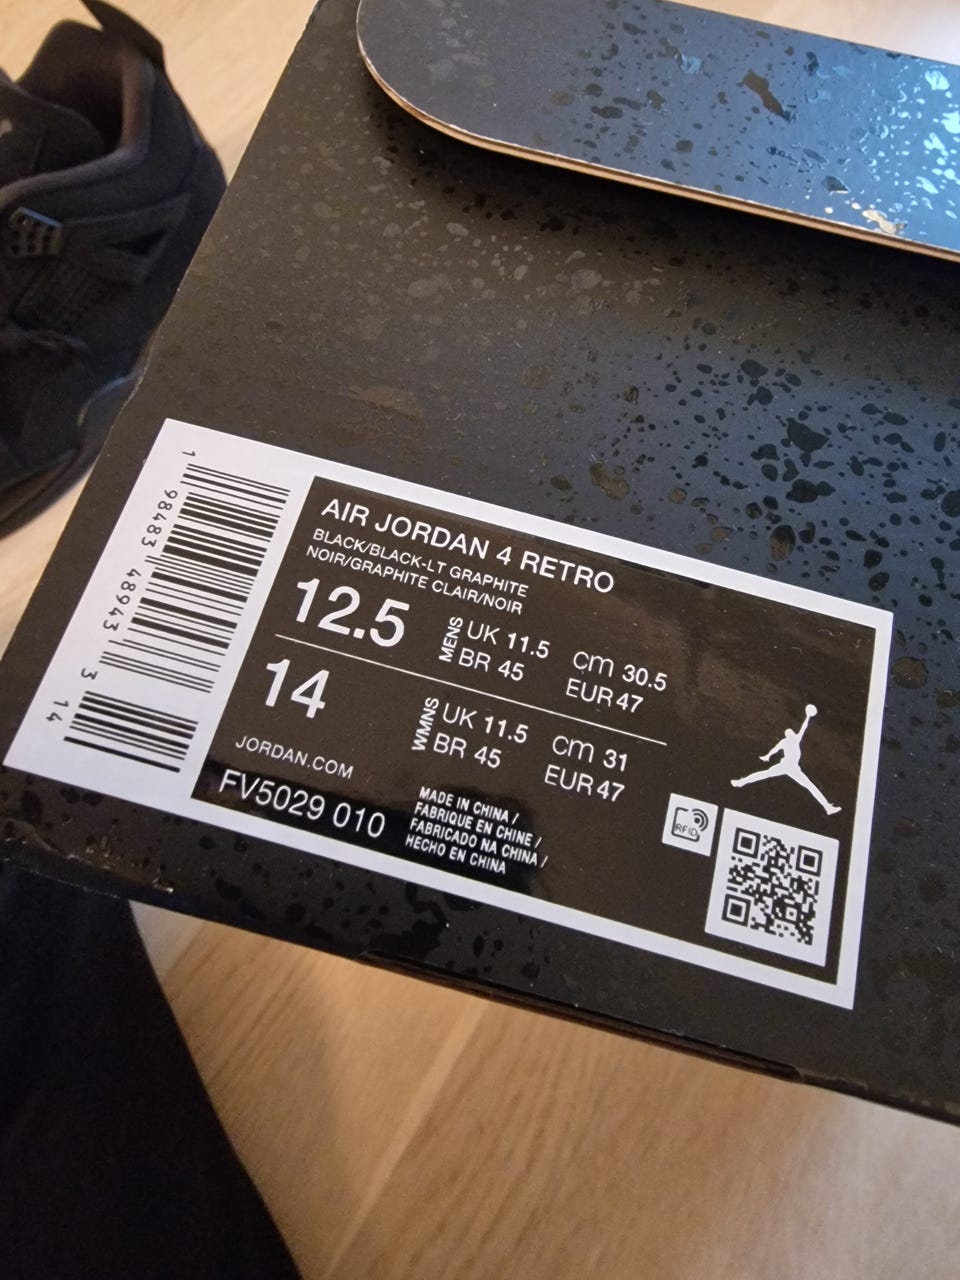 1 98483 48943 3 14
AIR JORDAN 4 RETRO
BLACK/BLACK-LT GRAPHITE
NOIR/GRAPHITE CLAIR/NOIR
12.5
MENS
UK 11.5
cm 30.5
BR 45
EUR 47
14
WMNS
UK 11.5
cm 31
BR 45
EUR 47
JORDAN.COM
FV5029 010
MADE IN CHINA /
FABRIQUE EN CHINE /
FABRICADO NA CHINA /
HECHO EN CHINA
RFID